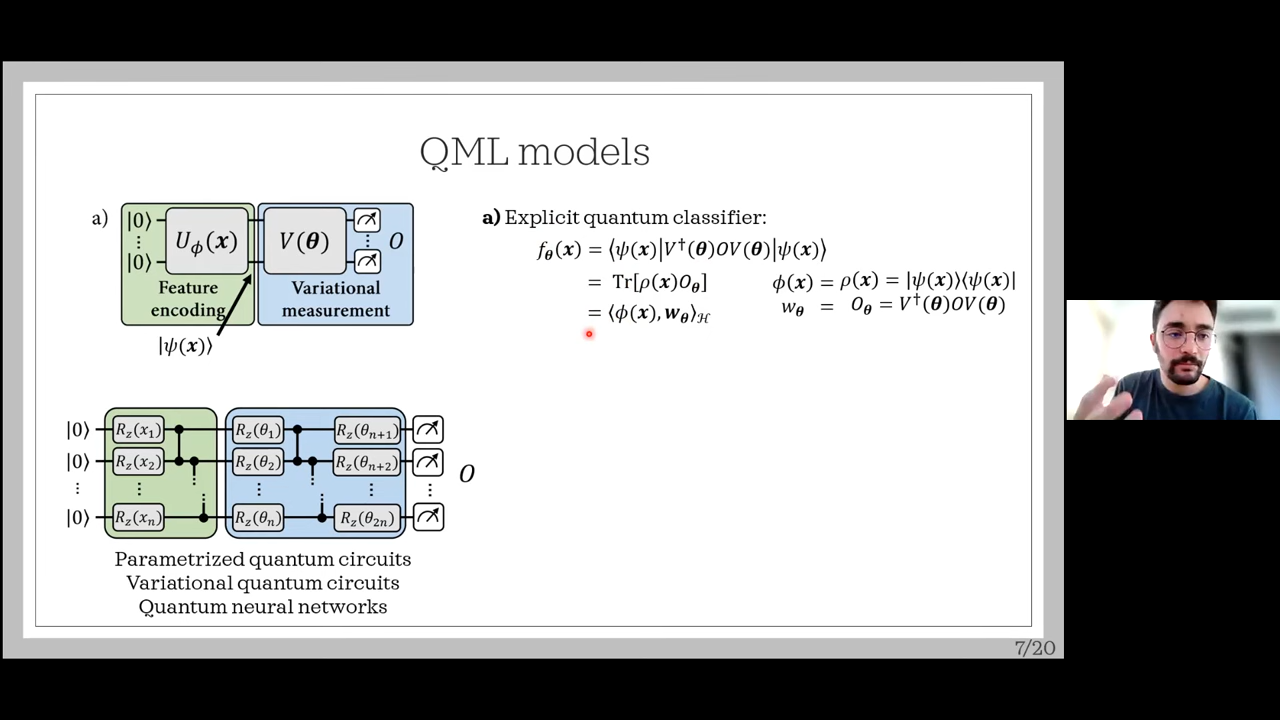 QML models
a)
|0⟩
⋮
|0⟩
U_ϕ(x)
V(θ)
⋮
O
Feature
encoding
Variational
measurement
|ψ(x)⟩
a) Explicit quantum classifier:
f_θ(x) = ⟨ψ(x)|V†(θ)OV(θ)|ψ(x)⟩
= Tr[ρ(x)O_θ]
ϕ(x) = ρ(x) = |ψ(x)⟩⟨ψ(x)|
= ⟨ϕ(x), w_θ⟩_ℋ
w_θ = O_θ = V†(θ)OV(θ)
|0⟩ R_z(x_1) R_z(θ_1) R_z(θ_{n+1})
|0⟩ R_z(x_2) R_z(θ_2) R_z(θ_{n+2})
⋮ ⋮ ⋮ ⋮ ⋮ O
|0⟩ R_z(x_n) R_z(θ_n) R_z(θ_{2n})
Parametrized quantum circuits
Variational quantum circuits
Quantum neural networks
7/20